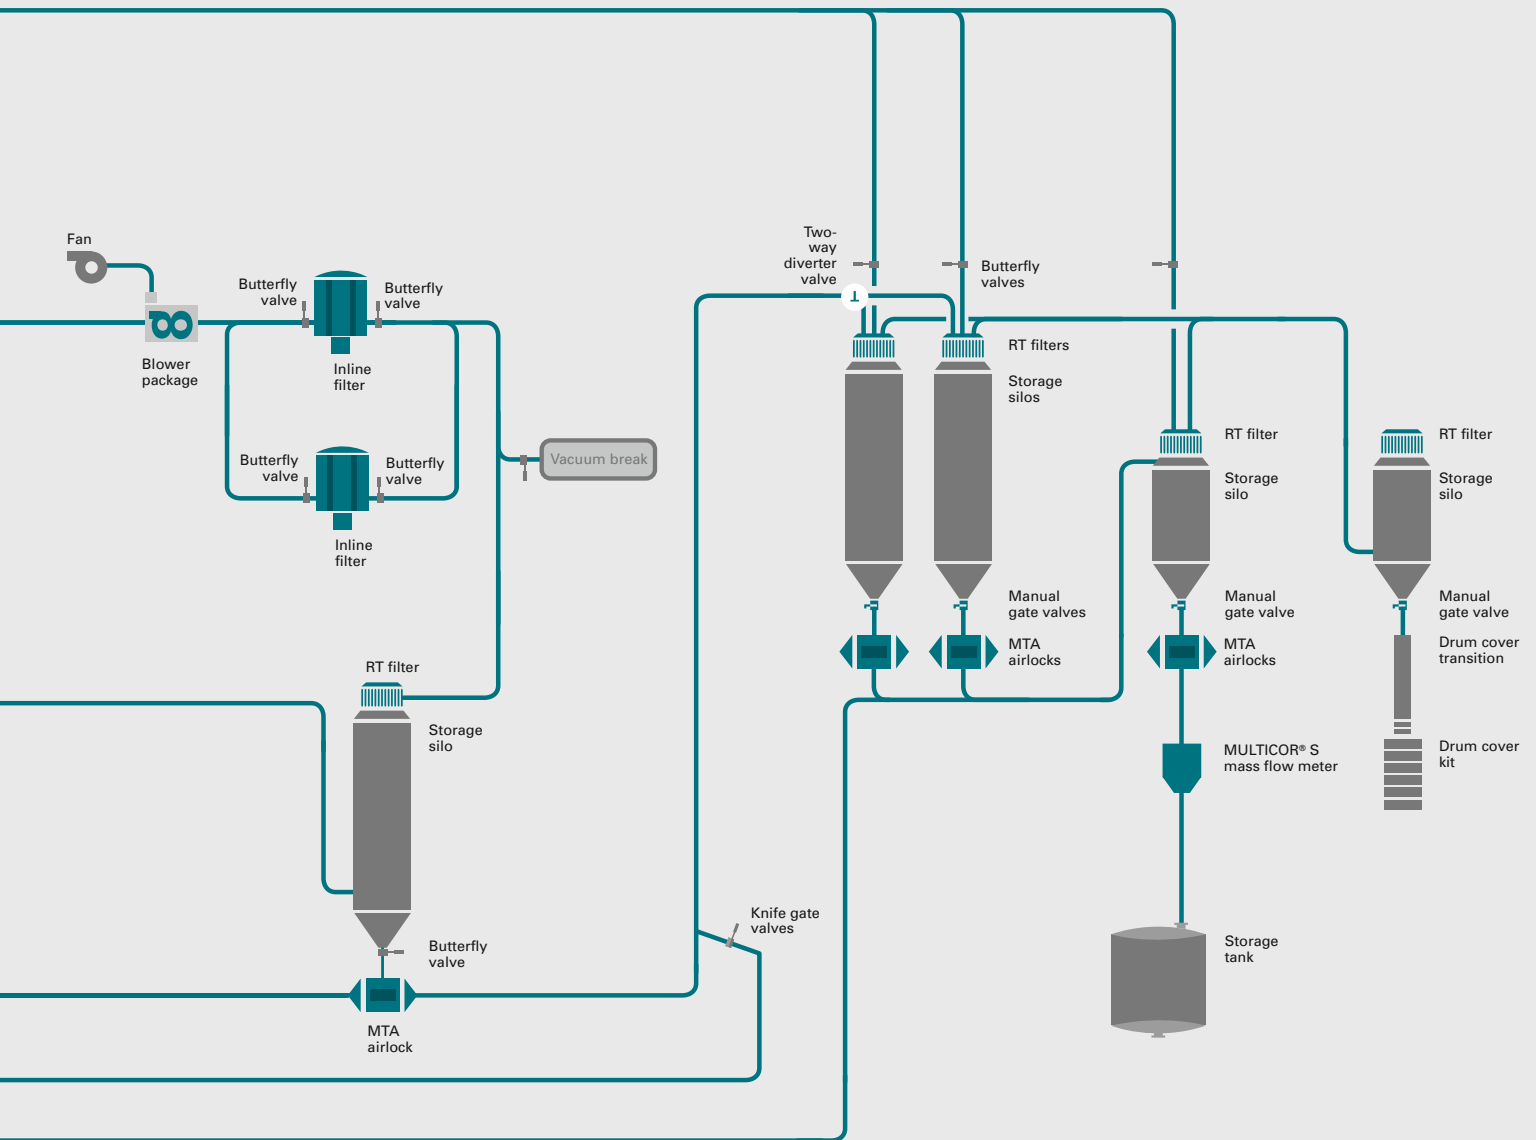 Two-
way
diverter
valve
Fan
Butterfly
valves
Butterfly
valve
Butterfly
valve
RT filters
Blower
package
Inline
filter
Storage
silos
RT filter
RT filter
Vacuum break
Butterfly
valve
Butterfly
valve
Storage
silo
Storage
silo
Inline
filter
Manual
gate valves
Manual
gate valve
Manual
gate valve
MTA
airlocks
MTA
airlocks
Drum cover
transition
RT filter
Storage
silo
MULTICOR® S
mass flow meter
Drum cover
kit
Knife gate
valves
Butterfly
valve
Storage
tank
MTA
airlock